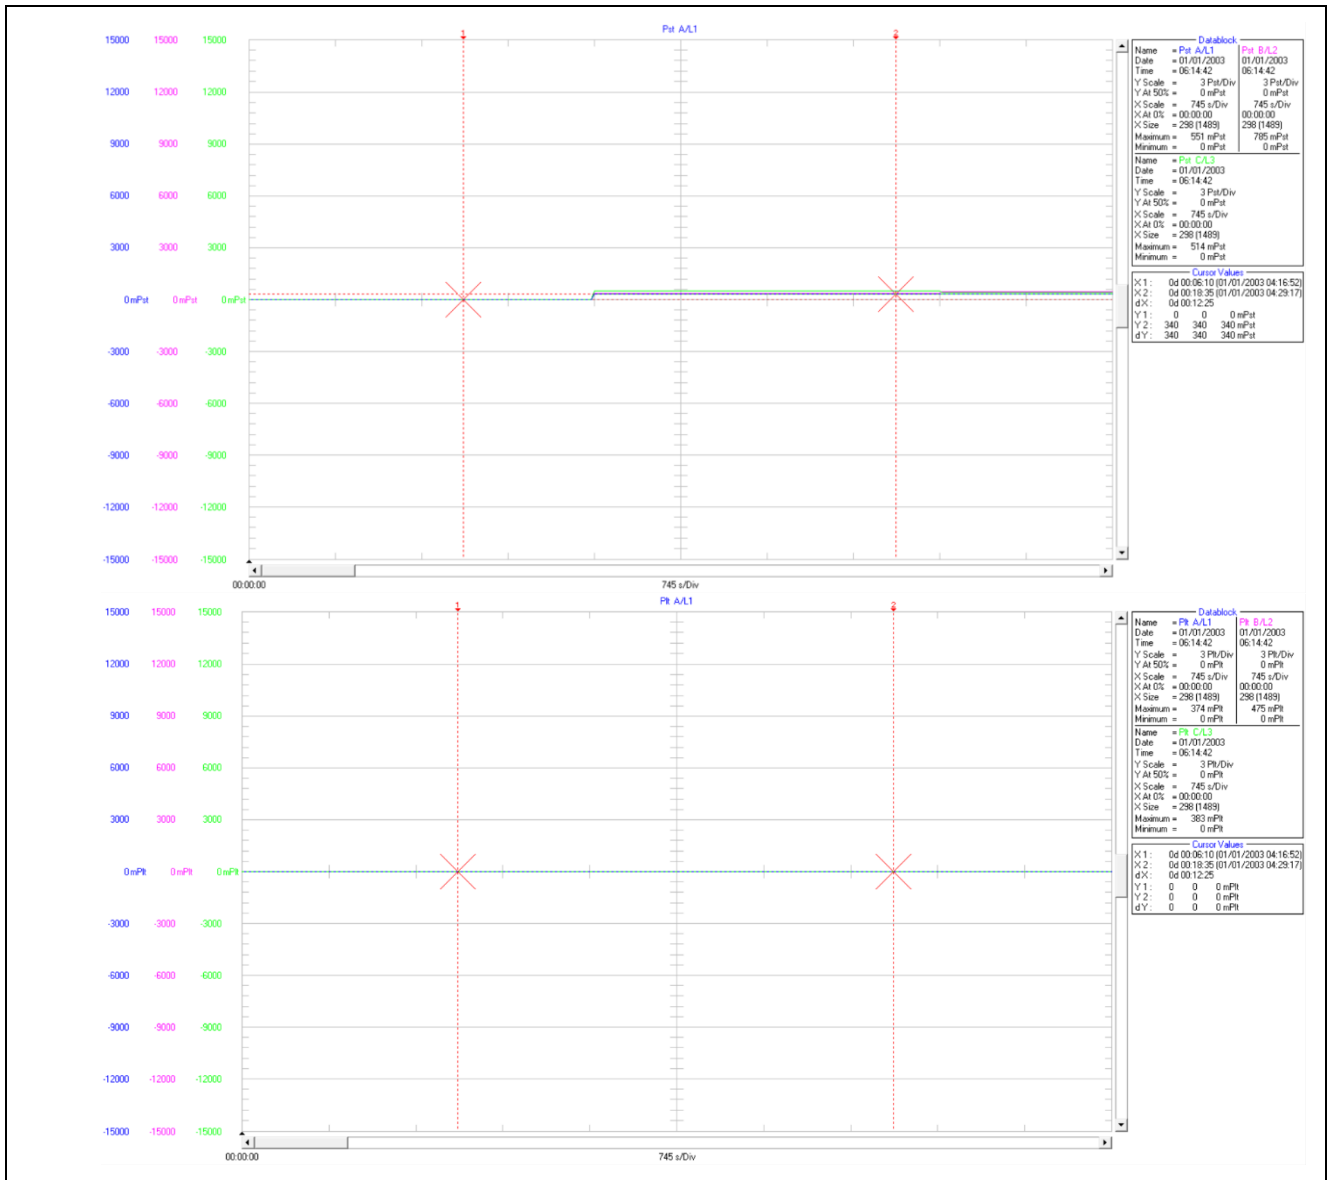 Pst A/L1
1 2
15000 15000 15000
12000 12000 12000
9000 9000 9000
6000 6000 6000
3000 3000 3000
0 mPst 0 mPst 0 mPst
-3000 -3000 -3000
-6000 -6000 -6000
-9000 -9000 -9000
-12000 -12000 -12000
-15000 -15000 -15000
00:00:00 745 s/Div
Datablock
Name = Pst A/L1 Pst B/L2
Date = 01/01/2003 01/01/2003
Time = 06:14:42 06:14:42
Y Scale = 3 Pst/Div 3 Pst/Div
Y At 50% = 0 mPst 0 mPst
X Scale = 745 s/Div 745 s/Div
X At 0% = 00:00:00 00:00:00
X Size = 298 (1489) 298 (1489)
Maximum = 551 mPst 785 mPst
Minimum = 0 mPst 0 mPst
Name = Pst C/L3
Date = 01/01/2003
Time = 06:14:42
Y Scale = 3 Pst/Div
Y At 50% = 0 mPst
X Scale = 745 s/Div
X At 0% = 00:00:00
X Size = 298 (1489)
Maximum = 514 mPst
Minimum = 0 mPst
Cursor Values
X 1 : 0d 00:06:10 (01/01/2003 04:16:52)
X 2 : 0d 00:18:35 (01/01/2003 04:29:17)
dX : 0d 00:12:25
Y 1 : 0 0 0 mPst
Y 2 : 340 340 340 mPst
dY : 340 340 340 mPst
Plt A/L1
1 2
15000 15000 15000
12000 12000 12000
9000 9000 9000
6000 6000 6000
3000 3000 3000
0 mPlt 0 mPlt 0 mPlt
-3000 -3000 -3000
-6000 -6000 -6000
-9000 -9000 -9000
-12000 -12000 -12000
-15000 -15000 -15000
00:00:00 745 s/Div
Datablock
Name = Plt A/L1 Plt B/L2
Date = 01/01/2003 01/01/2003
Time = 06:14:42 06:14:42
Y Scale = 3 Plt/Div 3 Plt/Div
Y At 50% = 0 mPlt 0 mPlt
X Scale = 745 s/Div 745 s/Div
X At 0% = 00:00:00 00:00:00
X Size = 298 (1489) 298 (1489)
Maximum = 374 mPlt 475 mPlt
Minimum = 0 mPlt 0 mPlt
Name = Plt C/L3
Date = 01/01/2003
Time = 06:14:42
Y Scale = 3 Plt/Div
Y At 50% = 0 mPlt
X Scale = 745 s/Div
X At 0% = 00:00:00
X Size = 298 (1489)
Maximum = 383 mPlt
Minimum = 0 mPlt
Cursor Values
X 1 : 0d 00:06:10 (01/01/2003 04:16:52)
X 2 : 0d 00:18:35 (01/01/2003 04:29:17)
dX : 0d 00:12:25
Y 1 : 0 0 0 mPlt
Y 2 : 0 0 0 mPlt
dY : 0 0 0 mPlt